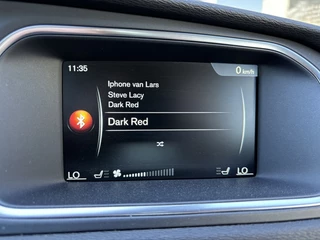 11:35
0 km/h
Iphone van Lars
Steve Lacy
Dark Red
Dark Red
LO
LO